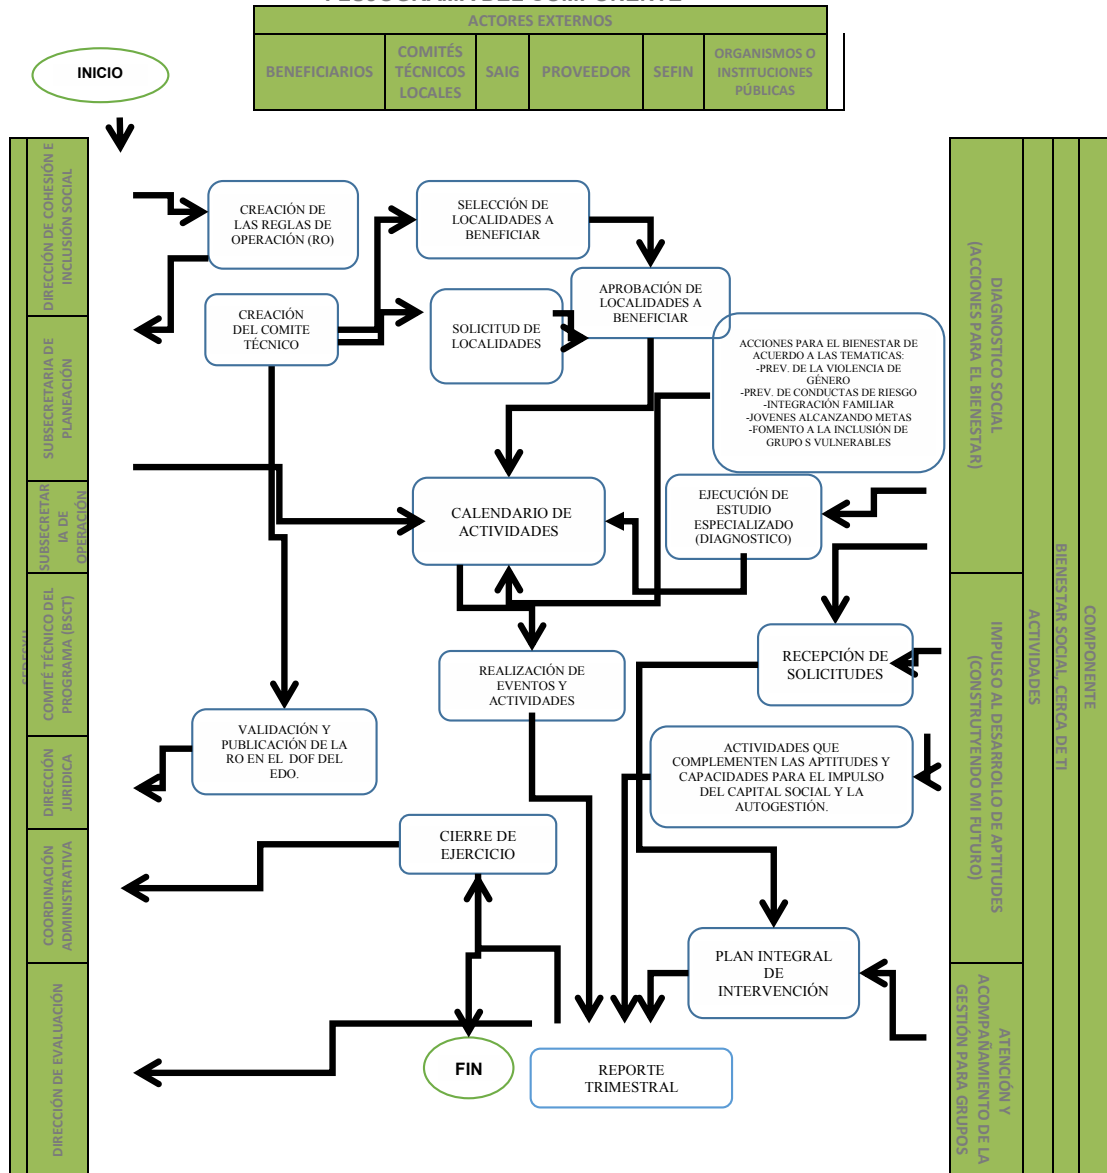 ACTORES EXTERNOS
BENEFICIARIOS
COMITÉS
TÉCNICOS
LOCALES
SAIG
PROVEEDOR
SEFIN
ORGANISMOS O
INSTITUCIONES
PÚBLICAS
INICIO
DIRECCIÓN DE COHESIÓN E
INCLUSIÓN SOCIAL
SUBSECRETARIA DE
PLANEACIÓN
SUBSECRETAR
IA DE
OPERACIÓN
COMITÉ TÉCNICO DEL
PROGRAMA (BSCT)
DIRECCIÓN
JURIDICA
COORDINACIÓN
ADMINISTRATIVA
DIRECCIÓN DE EVALUACIÓN
CREACIÓN DE
LAS REGLAS DE
OPERACIÓN (RO)
SELECCIÓN DE
LOCALIDADES A
BENEFICIAR
CREACIÓN
DEL COMITE
TÉCNICO
SOLICITUD DE
LOCALIDADES
APROBACIÓN DE
LOCALIDADES A
BENEFICIAR
ACCIONES PARA EL BIENESTAR DE
ACUERDO A LAS TEMATICAS:
-PREV. DE LA VIOLENCIA DE
GÉNERO
-PREV. DE CONDUCTAS DE RIESGO
-INTEGRACIÓN FAMILIAR
-JOVENES ALCANZANDO METAS
-FOMENTO A LA INCLUSIÓN DE
GRUPO S VULNERABLES
CALENDARIO DE
ACTIVIDADES
EJECUCIÓN DE
ESTUDIO
ESPECIALIZADO
(DIAGNOSTICO)
REALIZACIÓN DE
EVENTOS Y
ACTIVIDADES
RECEPCIÓN DE
SOLICITUDES
VALIDACIÓN Y
PUBLICACIÓN DE LA
RO EN EL DOF DEL
EDO.
ACTIVIDADES QUE
COMPLEMENTEN LAS APTITUDES Y
CAPACIDADES PARA EL IMPULSO
DEL CAPITAL SOCIAL Y LA
AUTOGESTIÓN.
CIERRE DE
EJERCICIO
PLAN INTEGRAL
DE
INTERVENCIÓN
FIN
REPORTE
TRIMESTRAL
DIAGNOSTICO SOCIAL
(ACCIONES PARA EL BIENESTAR)
IMPULSO AL DESARROLLO DE APTITUDES
(CONSTRUTYENDO MI FUTURO)
ATENCIÓN Y
ACOMPAÑAMIENTO DE LA
GESTIÓN PARA GRUPOS
ACTIVIDADES
BIENESTAR SOCIAL, CERCA DE TI
COMPONENTE